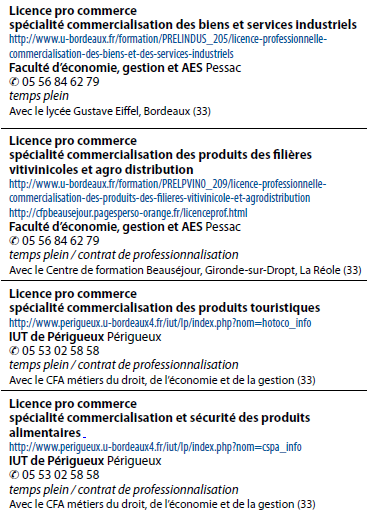 Licence pro commerce
spécialité commercialisation des biens et services industriels
http://www.u-bordeaux.fr/formation/PRELINDUS_205/licence-professionnelle-
commercialisation-des-biens-et-des-services-industriels
Faculté d'économie, gestion et AES Pessac
✆ 05 56 84 62 79
temps plein
Avec le lycée Gustave Eiffel, Bordeaux (33)
Licence pro commerce
spécialité commercialisation des produits des filières
vitivinicoles et agro distribution
http://www.u-bordeaux.fr/formation/PRELPVIN0_209/licence-professionnelle-
commercialisation-des-produits-des-filieres-vitivinicole-et-agrodistribution
http://cfpbeausejour.pagesperso-orange.fr/licenceprof.html
Faculté d'économie, gestion et AES Pessac
✆ 05 56 84 62 79
temps plein / contrat de professionnalisation
Avec le Centre de formation Beauséjour, Gironde-sur-Dropt, La Réole (33)
Licence pro commerce
spécialité commercialisation des produits touristiques
http://www.perigueux.u-bordeaux4.fr/iut/lp/index.php?nom=hotoco_info
IUT de Périgueux Périgueux
✆ 05 53 02 58 58
temps plein / contrat de professionnalisation
Avec le CFA métiers du droit, de l'économie et de la gestion (33)
Licence pro commerce
spécialité commercialisation et sécurité des produits
alimentaires
http://www.perigueux.u-bordeaux4.fr/iut/lp/index.php?nom=cspa_info
IUT de Périgueux Périgueux
✆ 05 53 02 58 58
temps plein / contrat de professionnalisation
Avec le CFA métiers du droit, de l'économie et de la gestion (33)